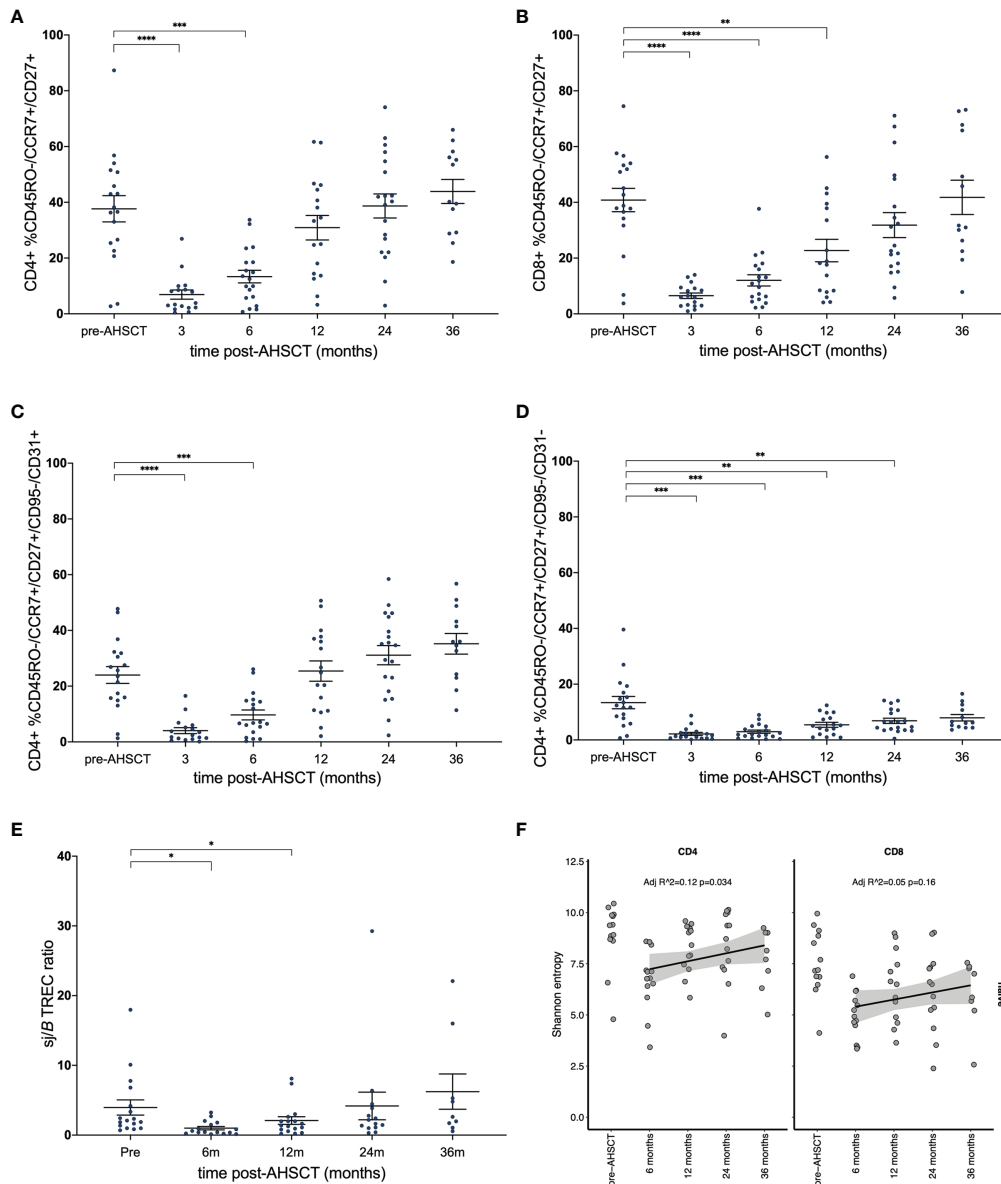 A
CD4+ %CD45RO-/CCR7+/CD27+
100
80
60
40
20
0
***
****
pre-AHSCT 3 6 12 24 36
time post-AHSCT (months)
B
CD8+ %CD45RO-/CCR7+/CD27+
100
80
60
40
20
0
**
****
****
pre-AHSCT 3 6 12 24 36
time post-AHSCT (months)
C
CD4+ %CD45RO-/CCR7+/CD27+/CD95-/CD31+
100
80
60
40
20
0
***
****
pre-AHSCT 3 6 12 24 36
time post-AHSCT (months)
D
CD4+ %CD45RO-/CCR7+/CD27+/CD95-/CD31-
100
80
60
40
20
0
**
**
***
***
pre-AHSCT 3 6 12 24 36
time post-AHSCT (months)
E
sj/B TREC ratio
40
30
20
10
0
*
*
Pre 6m 12m 24m 36m
time post-AHSCT (months)
F
CD4 CD8
Shannon entropy
12.5
10.0
7.5
5.0
2.5
0.0
Adj R^2=0.12 p=0.034
Adj R^2=0.05 p=0.16
pre-AHSCT
6 months
12 months
24 months
36 months
pre-AHSCT
6 months
12 months
24 months
36 months